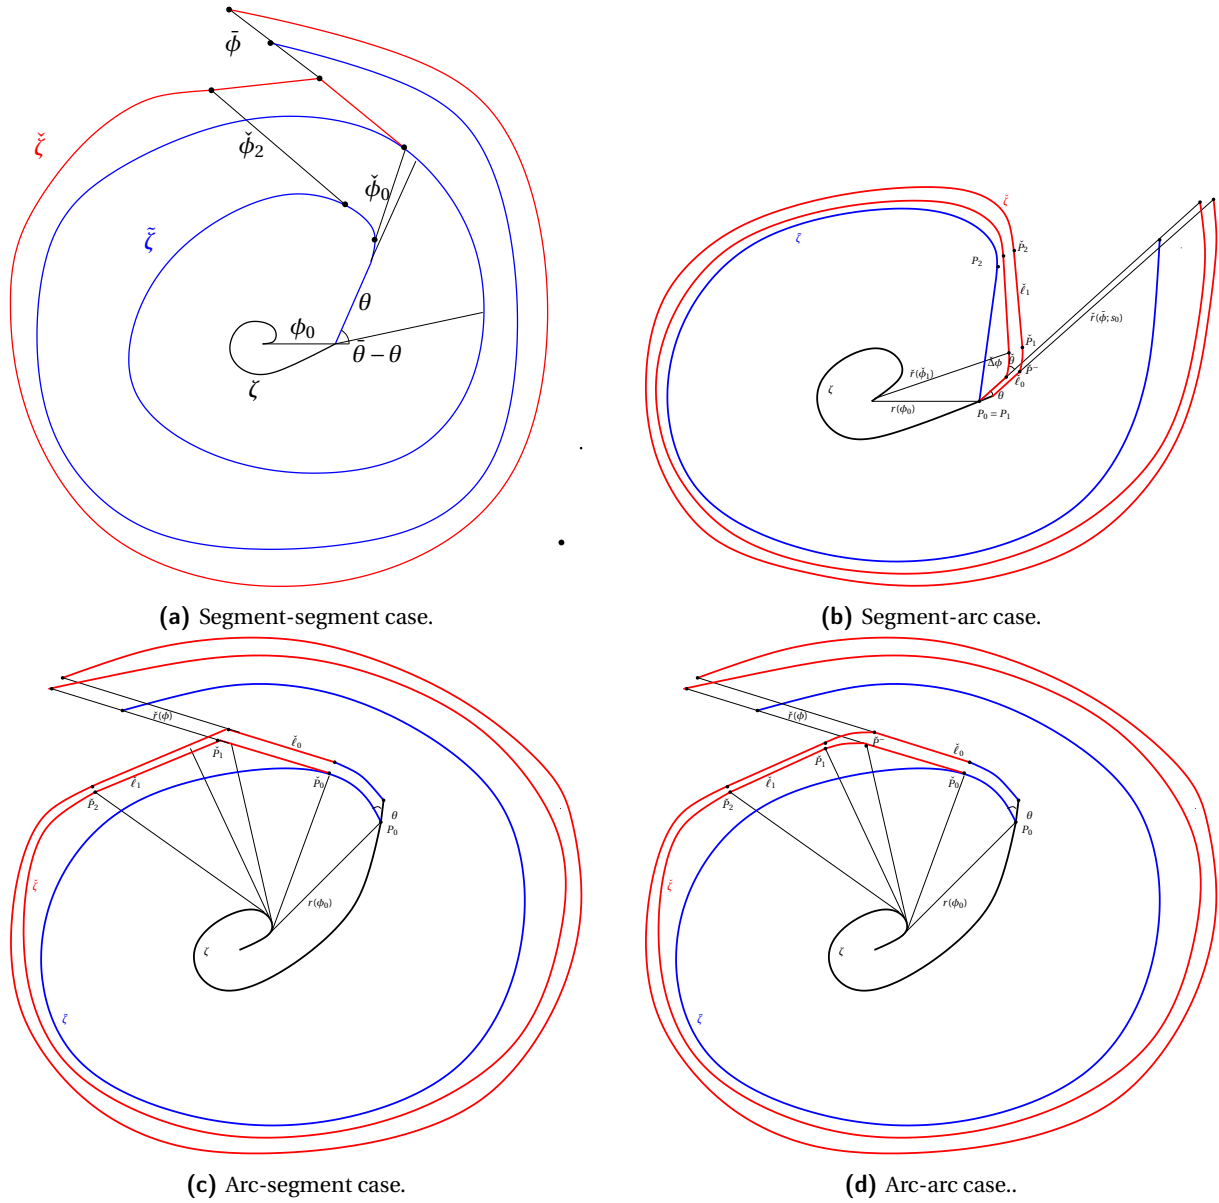 ϕ̄
ζ̌
ϕ̌₂
ϕ̌₀
ζ̃
θ
ϕ₀
θ̄ − θ
ζ
(a) Segment-segment case.
ζ̌
ζ̃
P₂
P̌₂
ℓ̌₁
ř(ϕ̄; s₀)
P̌₁
Δ̌ϕ
θ̌
P̌⁻
ř(ϕ̌₁)
ℓ̌₀
ζ
θ
r(ϕ₀)
P₀ = P₁
(b) Segment-arc case.
ř(ϕ)
P̌₁
ℓ̌₀
ℓ̌₁
P̌₀
P̌₂
θ
P₀
ζ̌
r(ϕ₀)
ζ
ζ̃
(c) Arc-segment case.
ř(ϕ)
P̌⁻
ℓ̌₀
P̌₁
ℓ̌₁
P̌₀
P̌₂
θ
P₀
ζ̌
r(ϕ₀)
ζ
ζ̃
(d) Arc-arc case..